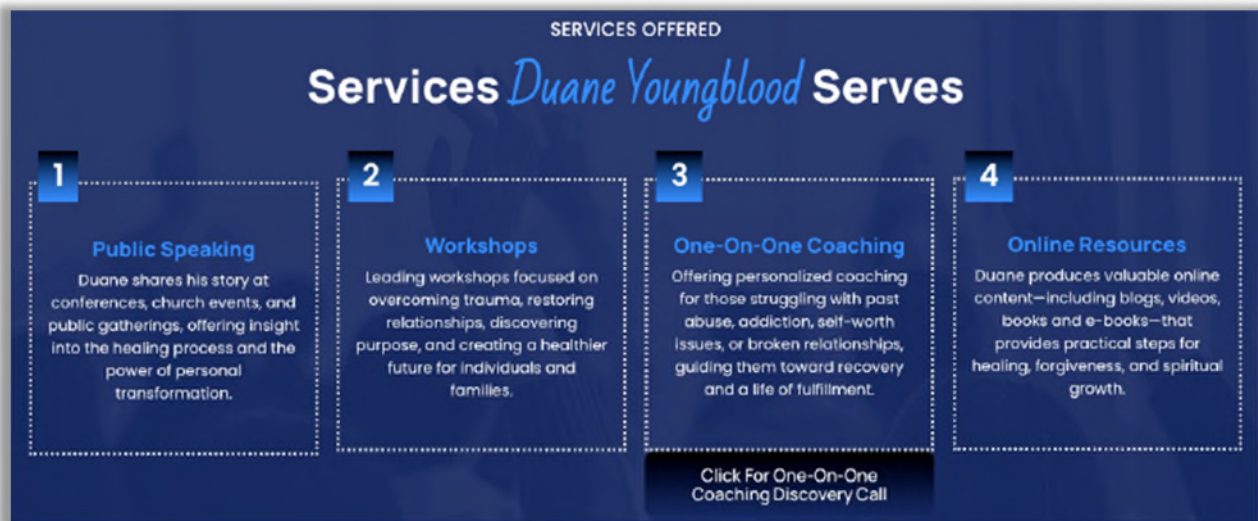 SERVICES OFFERED
Services Duane Youngblood Serves
1
Public Speaking
Duane shares his story at
conferences, church events, and
public gatherings, offering insight
into the healing process and the
power of personal
transformation.
2
Workshops
Leading workshops focused on
overcoming trauma, restoring
relationships, discovering
purpose, and creating a healthier
future for individuals and
families.
3
One-On-One Coaching
Offering personalized coaching
for those struggling with past
abuse, addiction, self-worth
issues, or broken relationships,
guiding them toward recovery
and a life of fulfillment.
Click For One-On-One
Coaching Discovery Call
4
Online Resources
Duane produces valuable online
content—including blogs, videos,
books and e-books—that
provides practical steps for
healing, forgiveness, and spiritual
growth.